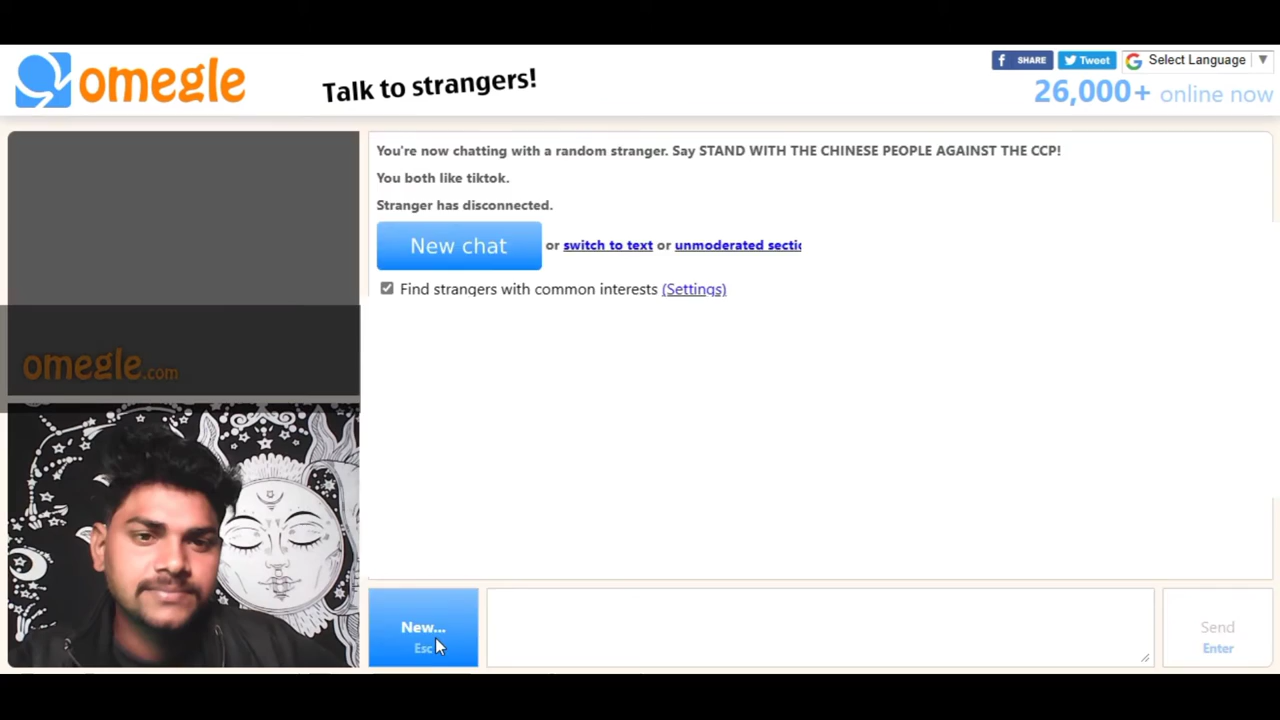 omegle
Talk to strangers!
f SHARE
Tweet
G Select Language ▼
26,000+ online now
You're now chatting with a random stranger. Say STAND WITH THE CHINESE PEOPLE AGAINST THE CCP!
You both like tiktok.
Stranger has disconnected.
New chat or switch to text or unmoderated sectic
Find strangers with common interests (Settings)
omegle.com
New...
Esc
Send
Enter